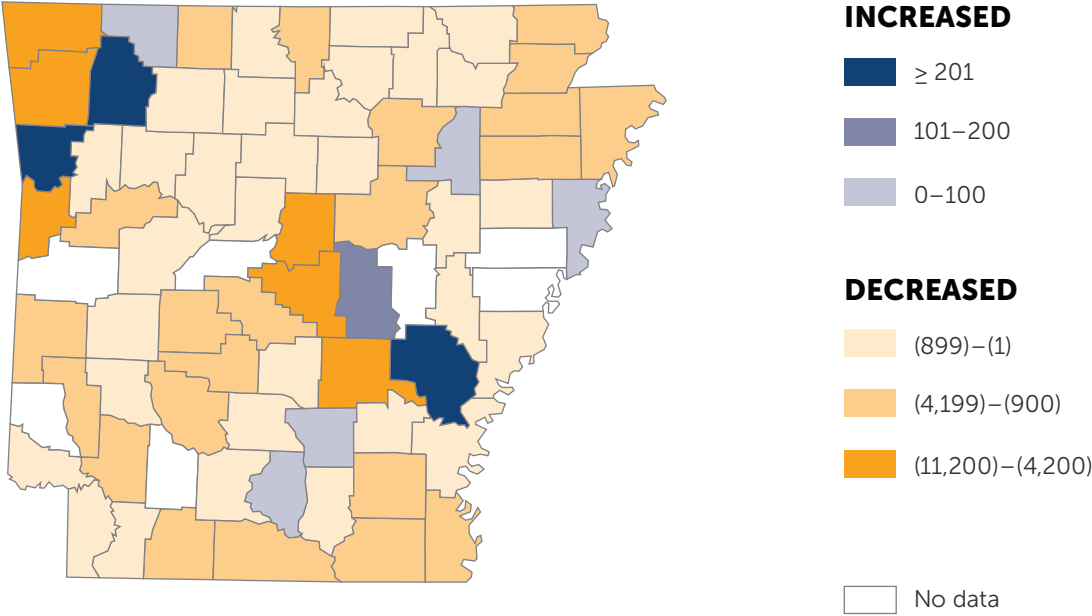 INCREASED
≥ 201
101–200
0–100
DECREASED
(899)–(1)
(4,199)–(900)
(11,200)–(4,200)
No data